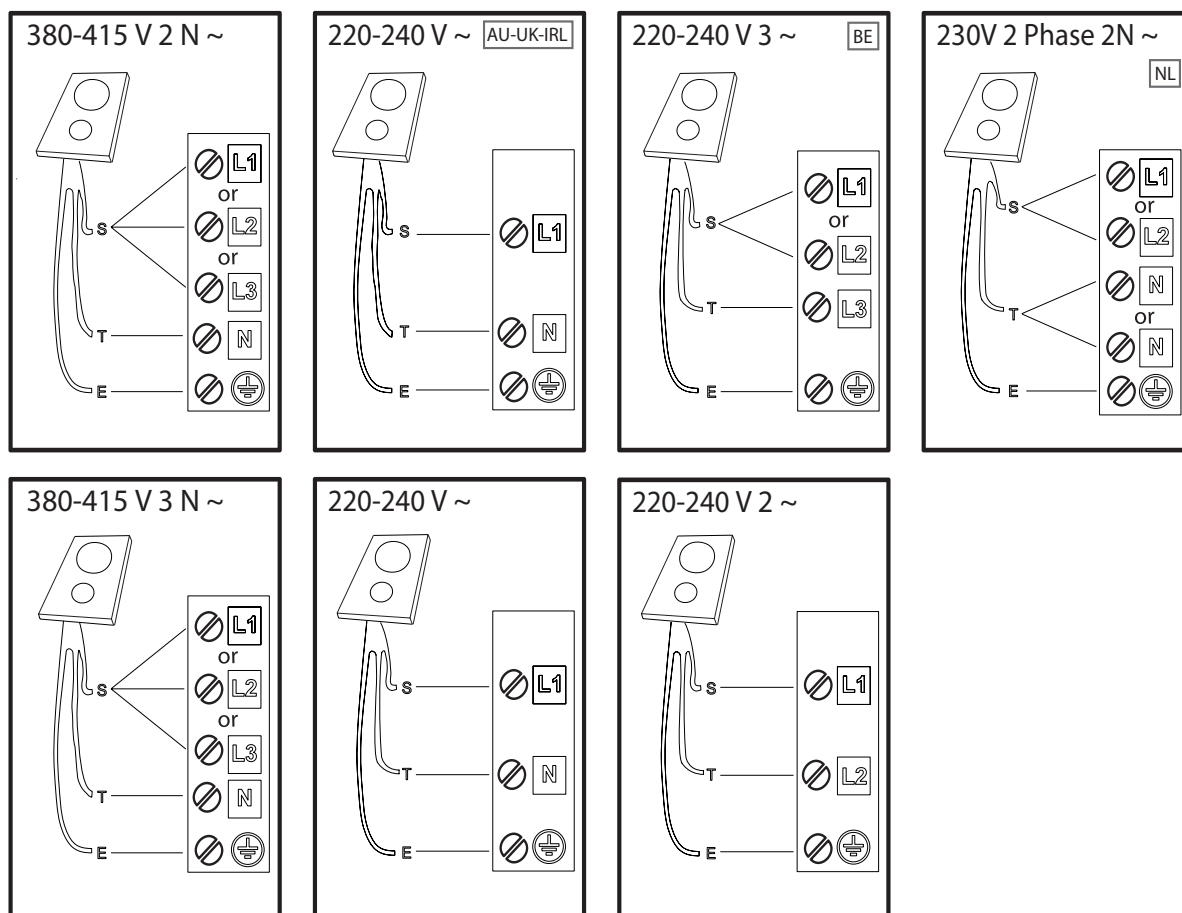 380-415 V 2 N ~
L1
or
S
L2
or
L3
T
N
E
220-240 V ~ AU-UK-IRL
S
L1
T
N
E
220-240 V 3 ~ BE
L1
or
S
L2
T
L3
E
230V 2 Phase 2N ~
NL
L1
or
S
L2
N
T
or
N
E
380-415 V 3 N ~
L1
or
S
L2
or
L3
T
N
E
220-240 V ~
S
L1
T
N
E
220-240 V 2 ~
S
L1
T
L2
E